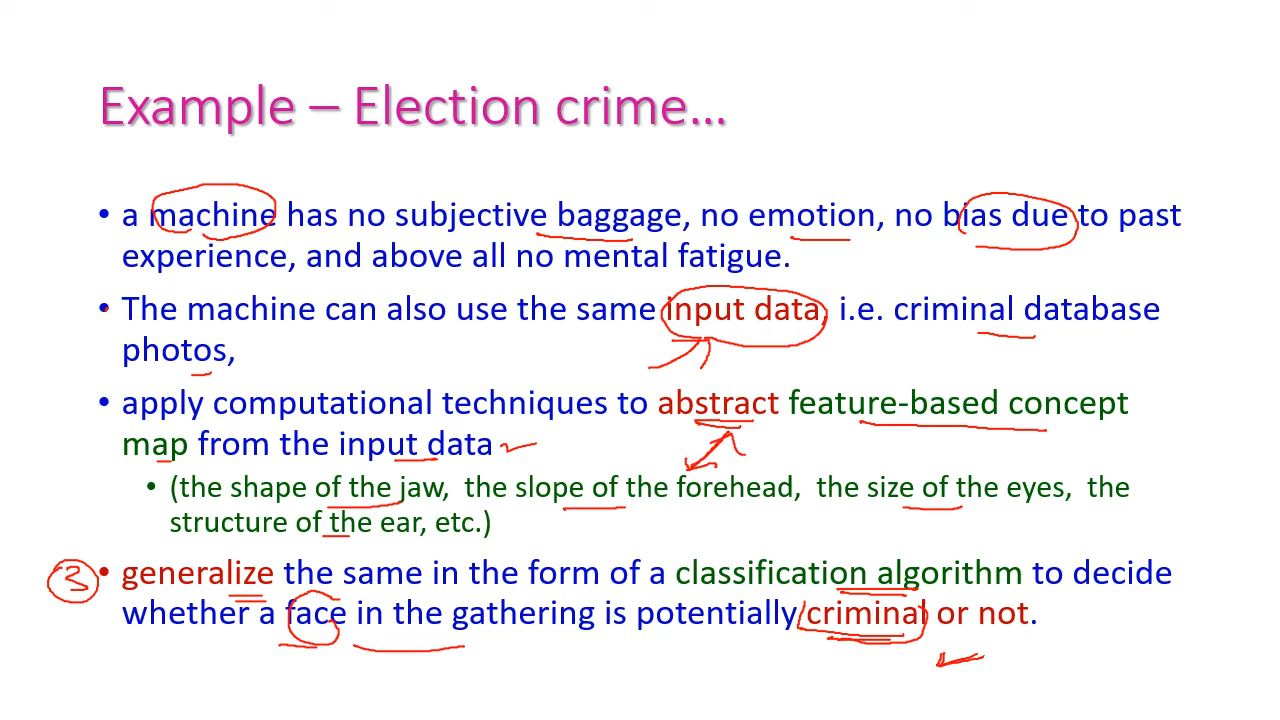 Example – Election crime...
• a machine has no subjective baggage, no emotion, no bias due to past
experience, and above all no mental fatigue.
• The machine can also use the same input data, i.e. criminal database
photos,
• apply computational techniques to abstract feature-based concept
map from the input data
• (the shape of the jaw, the slope of the forehead, the size of the eyes, the
structure of the ear, etc.)
3 • generalize the same in the form of a classification algorithm to decide
whether a face in the gathering is potentially criminal or not.